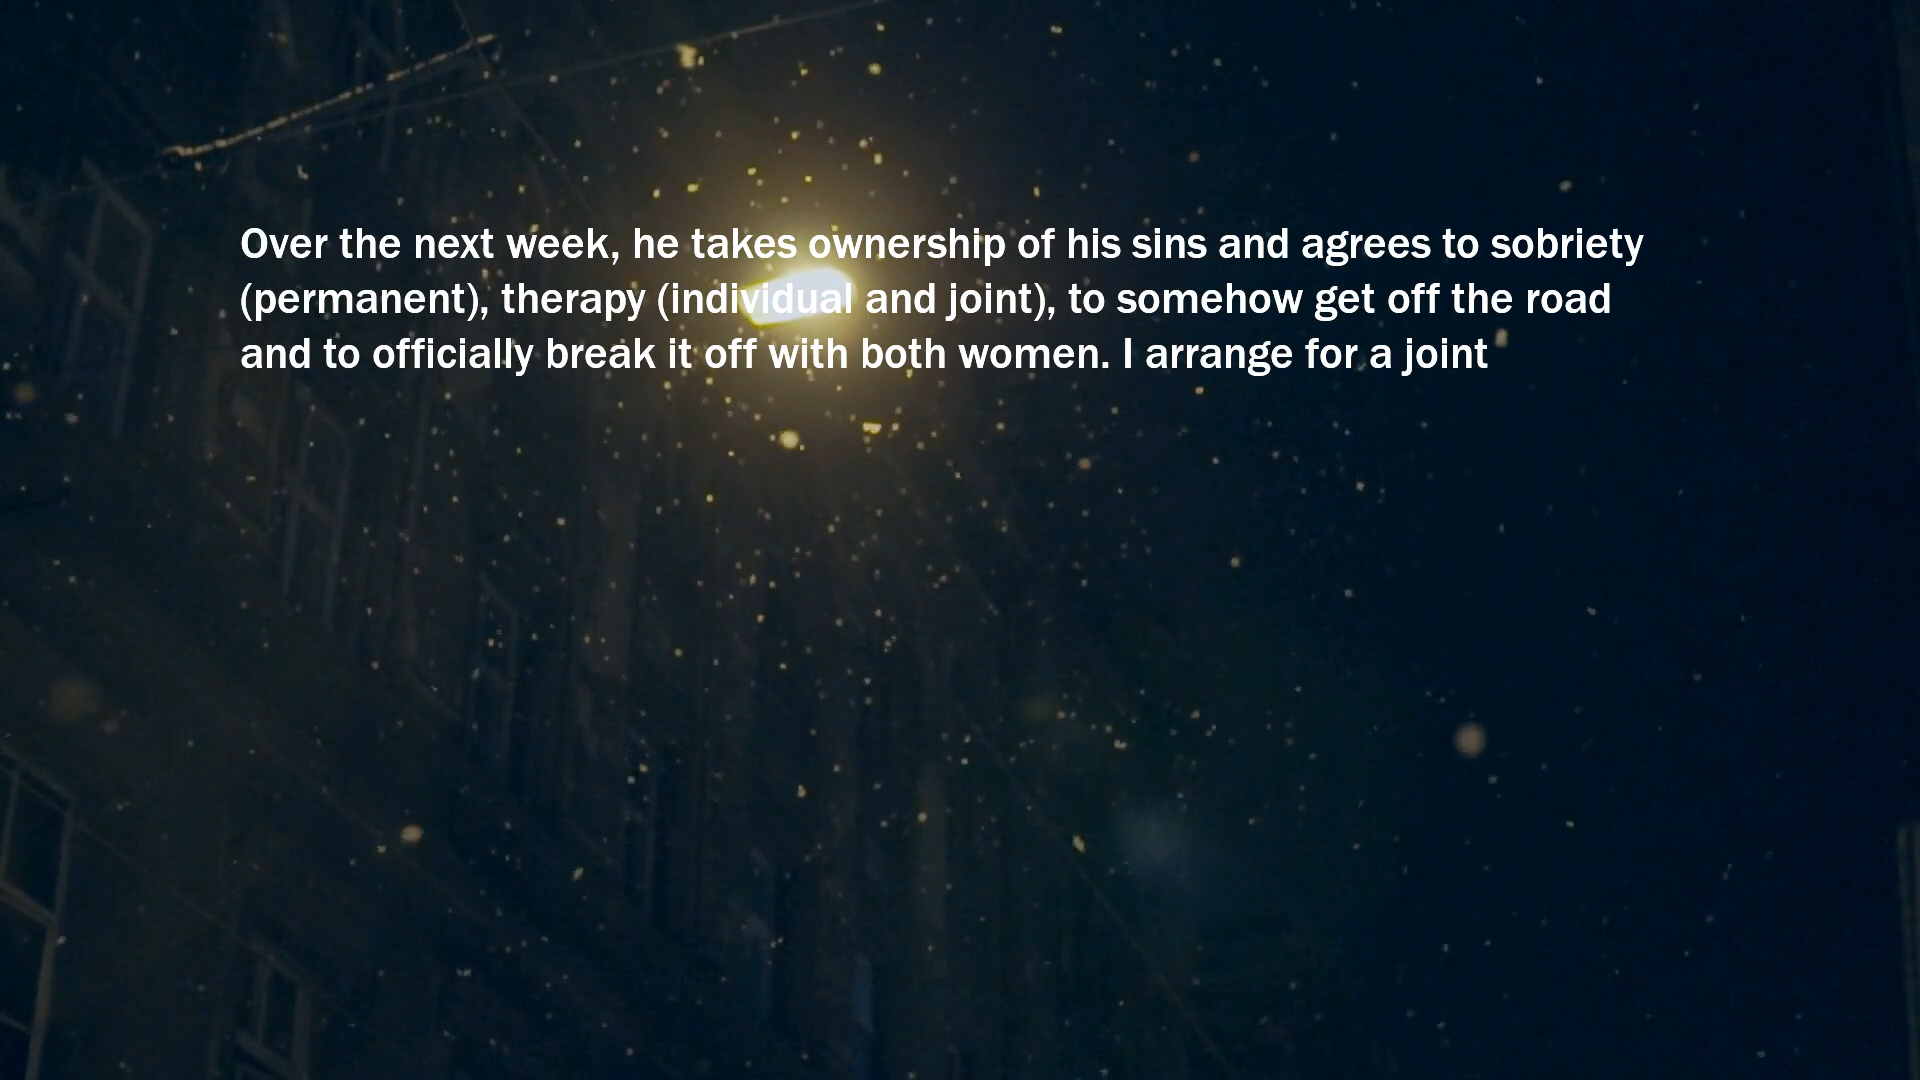 Over the next week, he takes ownership of his sins and agrees to sobriety
(permanent), therapy (individual and joint), to somehow get off the road
and to officially break it off with both women. I arrange for a joint